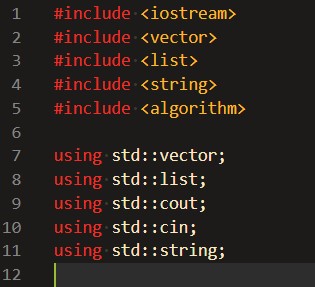 1 #include <iostream>
2 #include <vector>
3 #include <list>
4 #include <string>
5 #include <algorithm>
6
7 using std::vector;
8 using std::list;
9 using std::cout;
10 using std::cin;
11 using std::string;
12